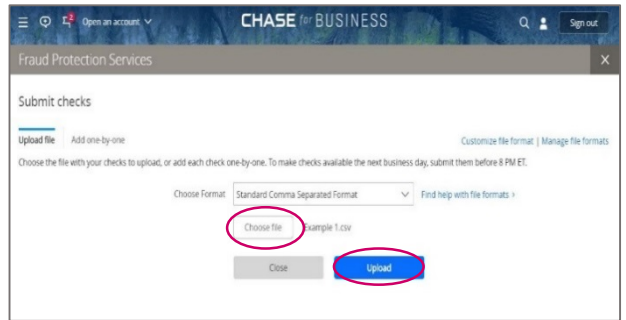 Open an account
CHASE for BUSINESS
Sign out
Fraud Protection Services
X
Submit checks
Upload file
Add one-by-one
Customize file format | Manage file formats
Choose the file with your checks to upload, or add each check one-by-one. To make checks available the next business day, submit them before 8 PM ET.
Choose Format
Standard Comma Separated Format
Find help with file formats >
Choose file
Example 1.csv
Close
Upload